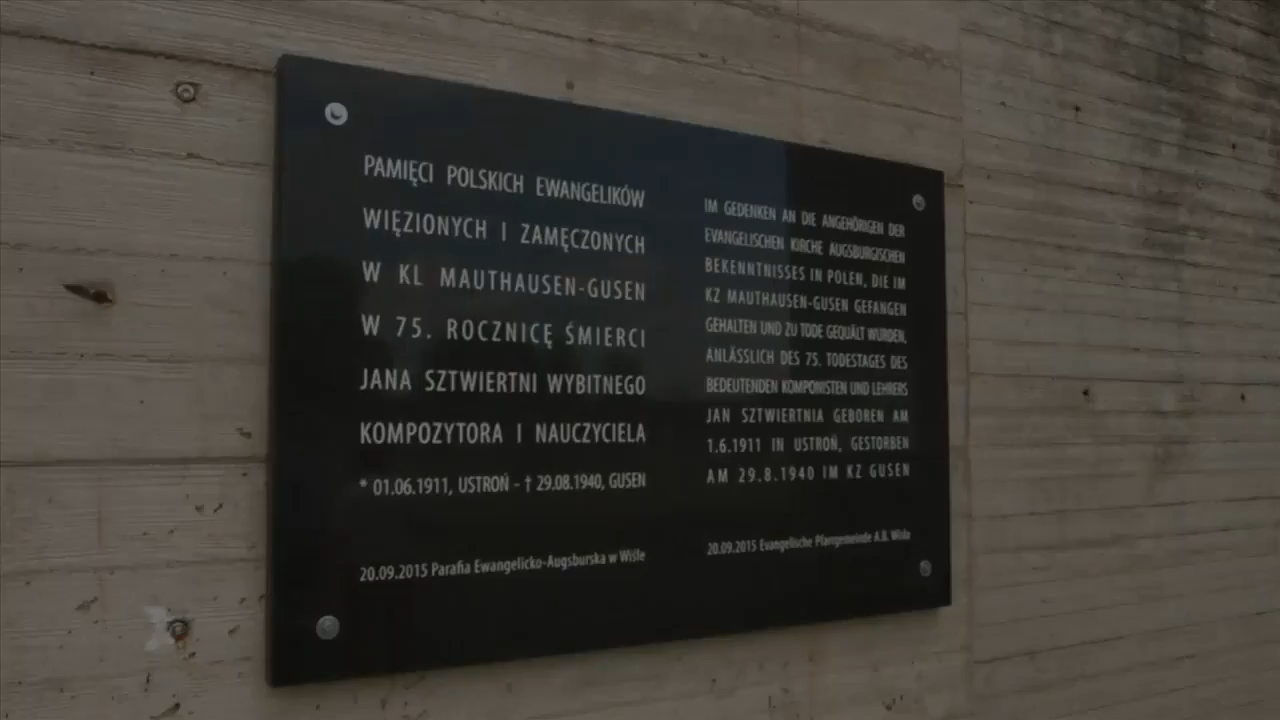 PAMIĘCI POLSKICH EWANGELIKÓW
WIĘZIONYCH I ZAMĘCZONYCH
W KL MAUTHAUSEN-GUSEN
W 75. ROCZNICĘ ŚMIERCI
JANA SZTWIERTNI WYBITNEGO
KOMPOZYTORA I NAUCZYCIELA
* 01.06.1911, USTROŃ - † 29.08.1940, GUSEN
20.09.2015 Parafia Ewangelicko-Augsburska w Wiśle
IM GEDENKEN AN DIE ANGEHÖRIGEN DER
EVANGELISCHEN KIRCHE AUGSBURGISCHEN
BEKENNTNISSES IN POLEN, DIE IM
KZ MAUTHAUSEN-GUSEN GEFANGEN
GEHALTEN UND ZU TODE GEQUÄLT WURDEN,
ANLÄSSLICH DES 75. TODESTAGES DES
BEDEUTENDEN KOMPONISTEN UND LEHRERS
JAN SZTWIERTNIA GEBOREN AM
1.6.1911 IN USTROŃ, GESTORBEN
AM 29.8.1940 IM KZ GUSEN
20.09.2015 Evangelische Pfarrgemeinde A.B. Wisła